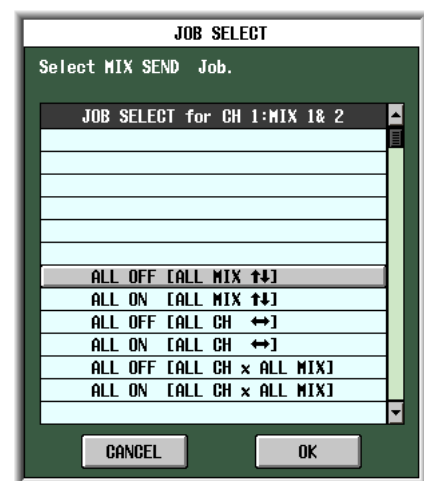 JOB SELECT
Select MIX SEND Job.
JOB SELECT for CH 1:MIX 1& 2
ALL OFF [ALL MIX ↑↓]
ALL ON [ALL MIX ↑↓]
ALL OFF [ALL CH ↔]
ALL ON [ALL CH ↔]
ALL OFF [ALL CH x ALL MIX]
ALL ON [ALL CH x ALL MIX]
CANCEL OK